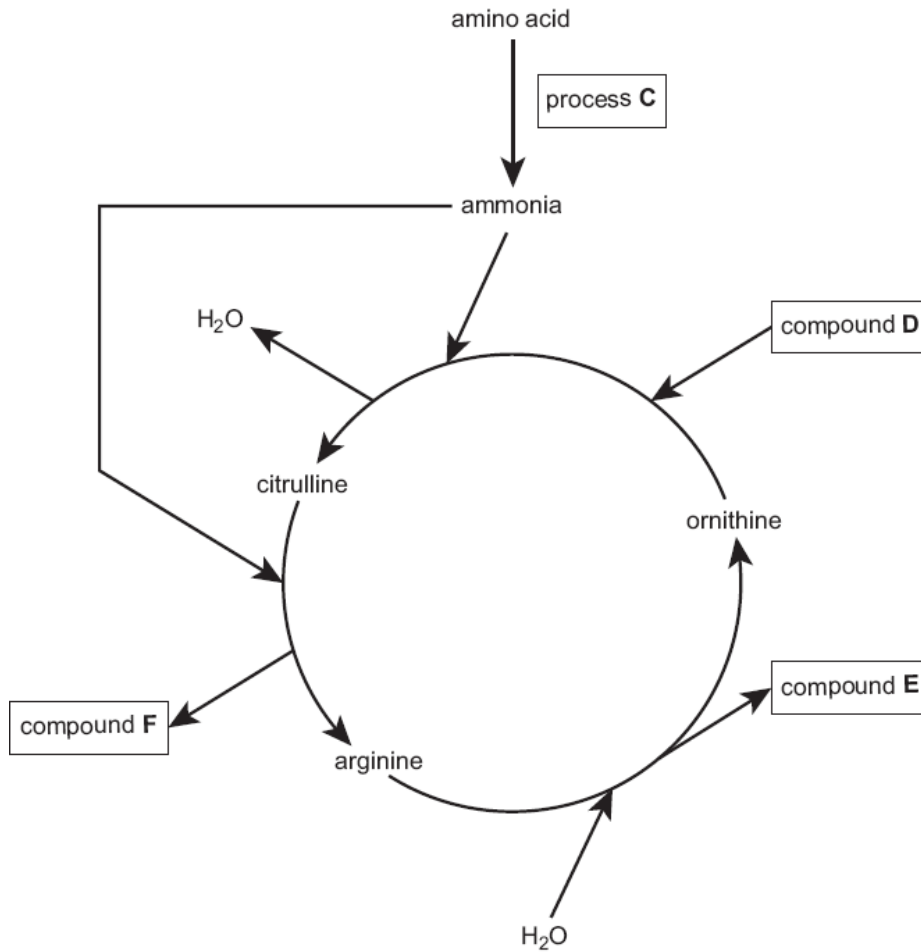 amino acid
process C
ammonia
H₂O
compound D
citrulline
ornithine
compound E
compound F
arginine
H₂O